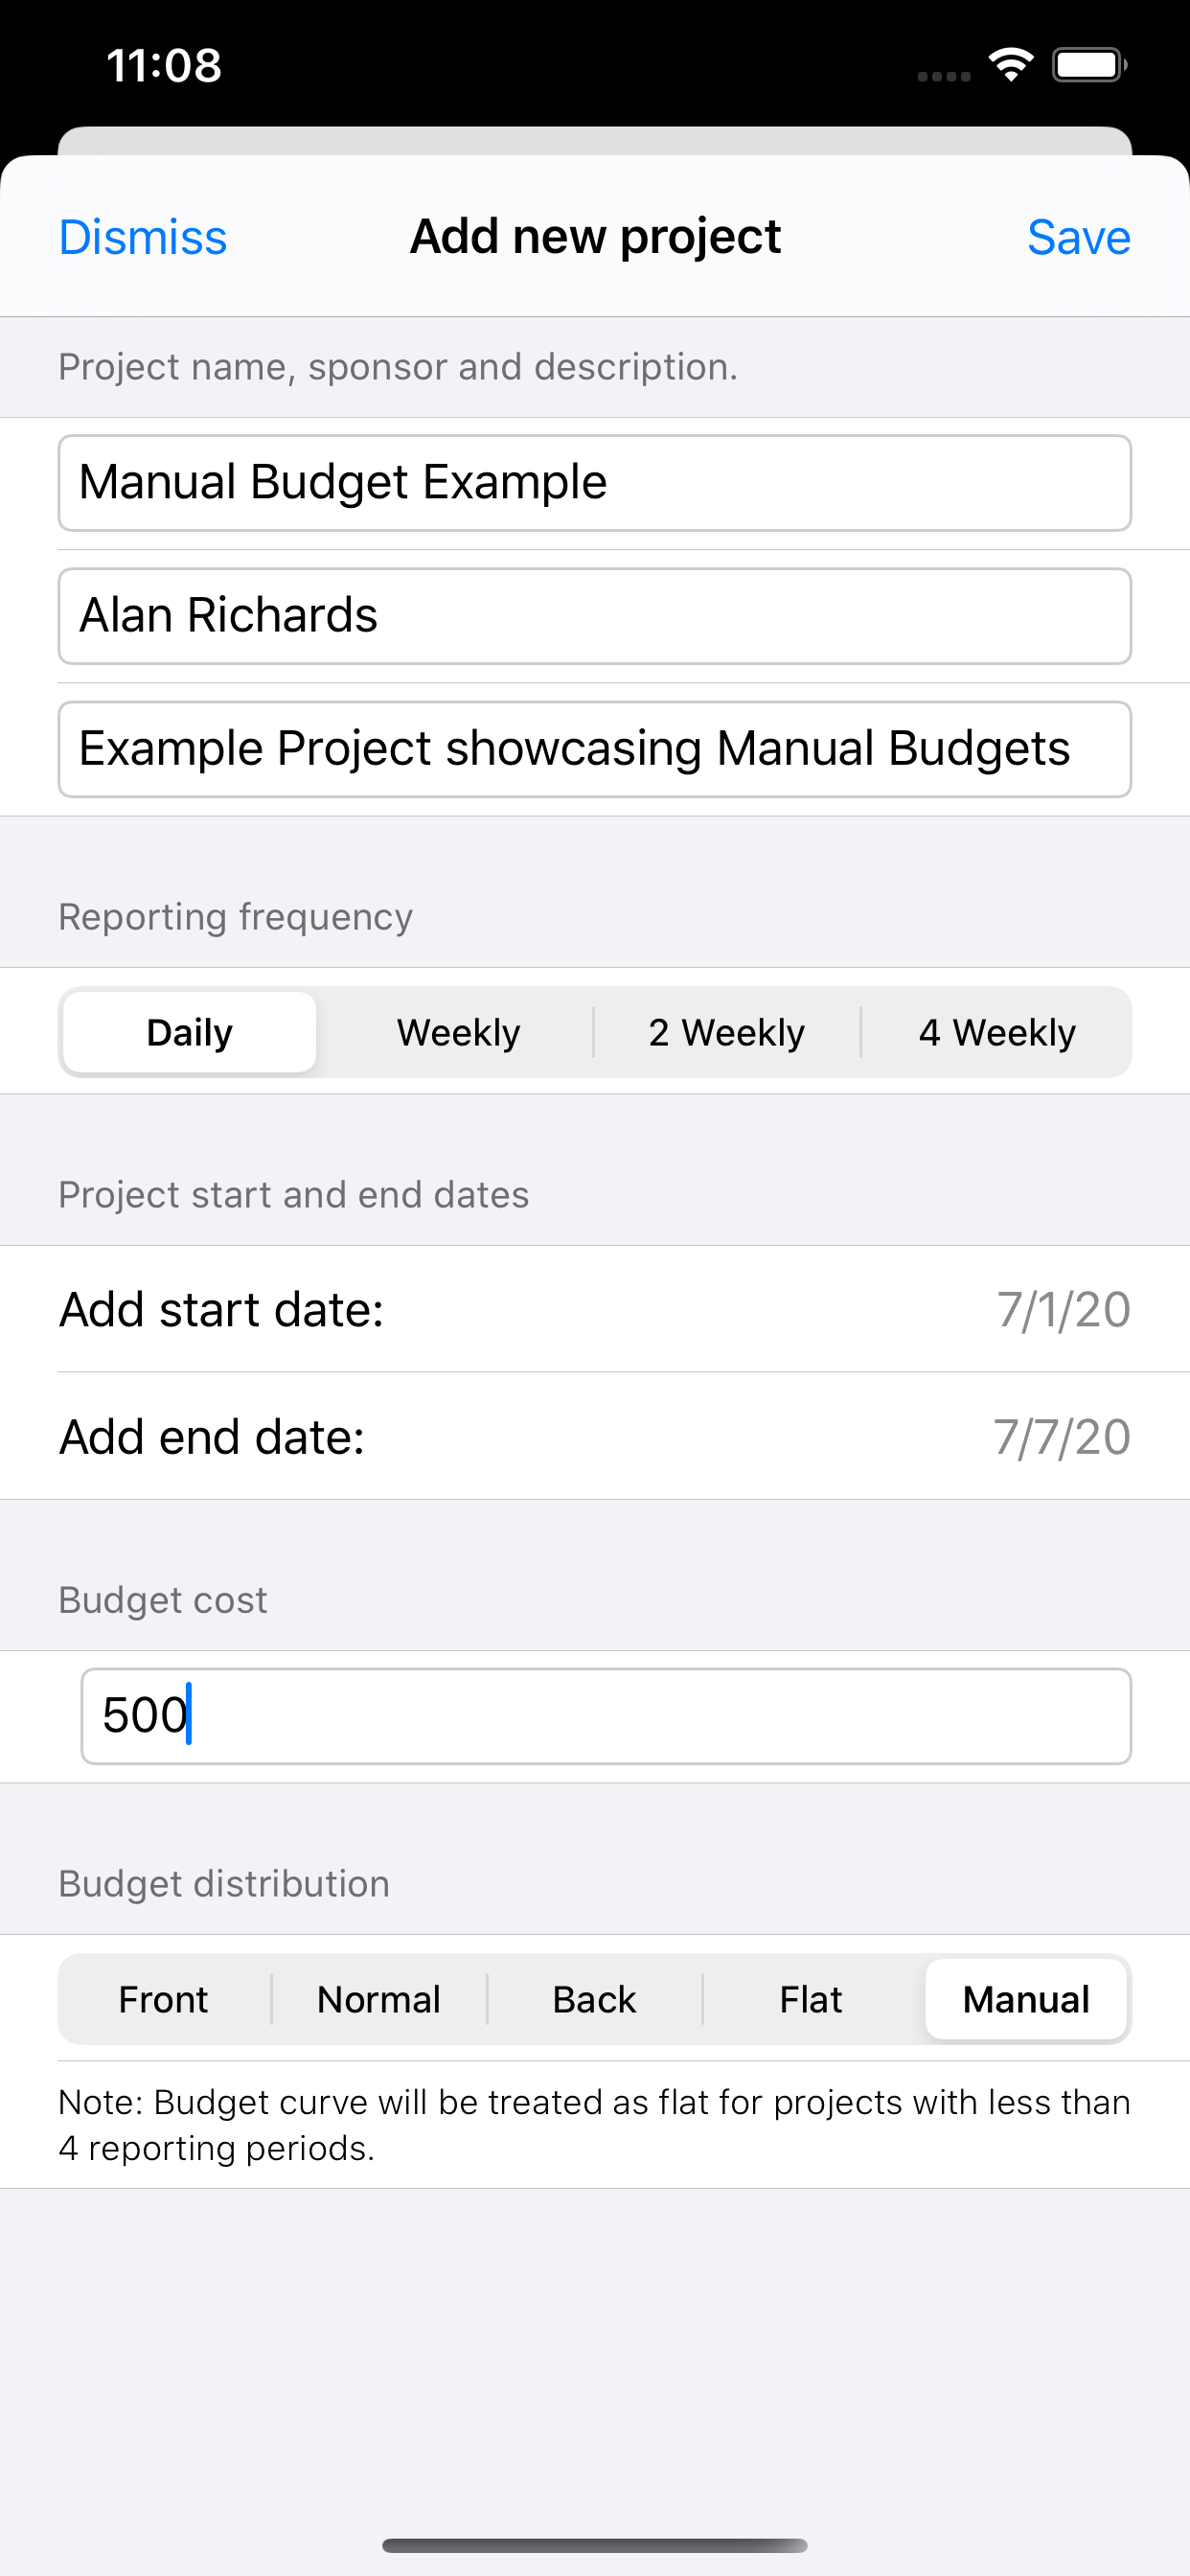 11:08
Dismiss Add new project Save
Project name, sponsor and description.
Manual Budget Example
Alan Richards
Example Project showcasing Manual Budgets
Reporting frequency
Daily Weekly 2 Weekly 4 Weekly
Project start and end dates
Add start date: 7/1/20
Add end date: 7/7/20
Budget cost
500
Budget distribution
Front Normal Back Flat Manual
Note: Budget curve will be treated as flat for projects with less than
4 reporting periods.